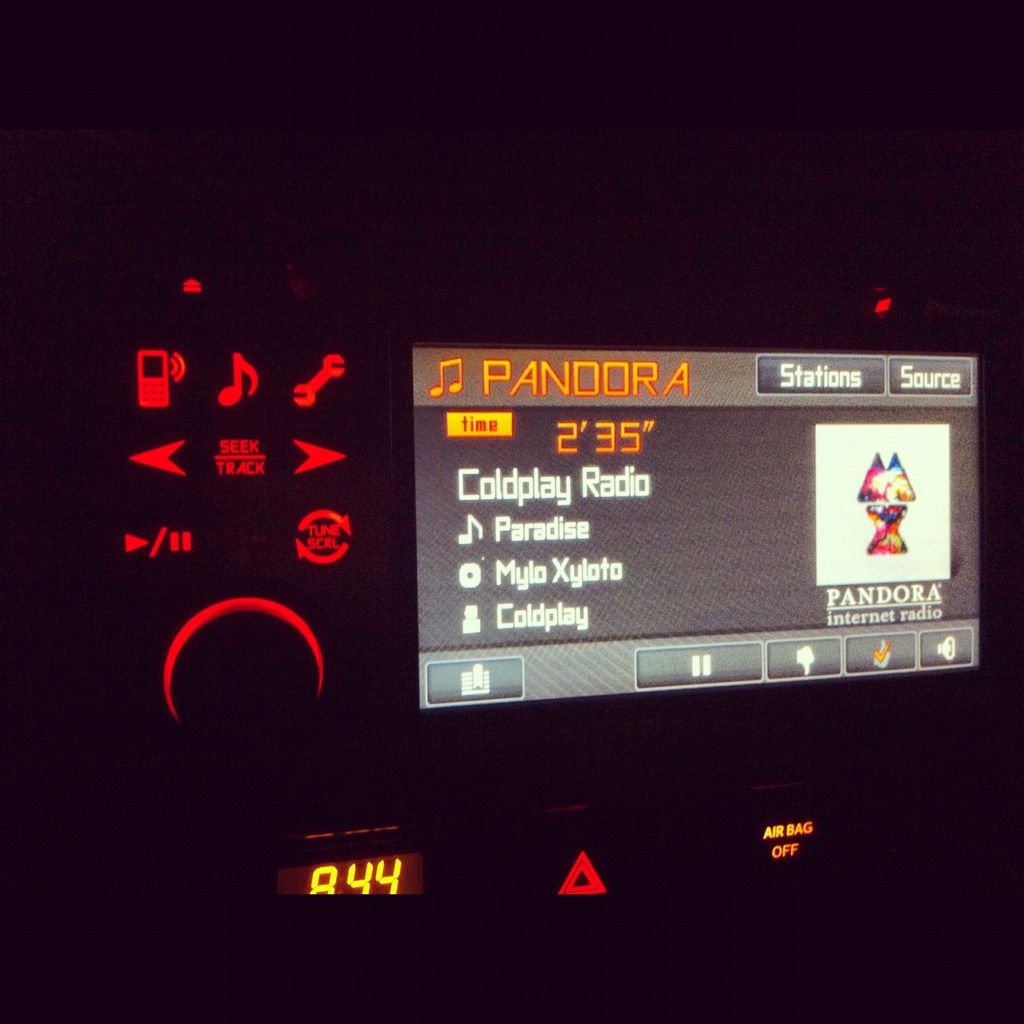 PANDORA
Stations
Source
time
2'35"
Coldplay Radio
Paradise
Mylo Xyloto
Coldplay
PANDORA
internet radio
SEEK
TRACK
TUNE
SCRL
AIR BAG
OFF
8:44